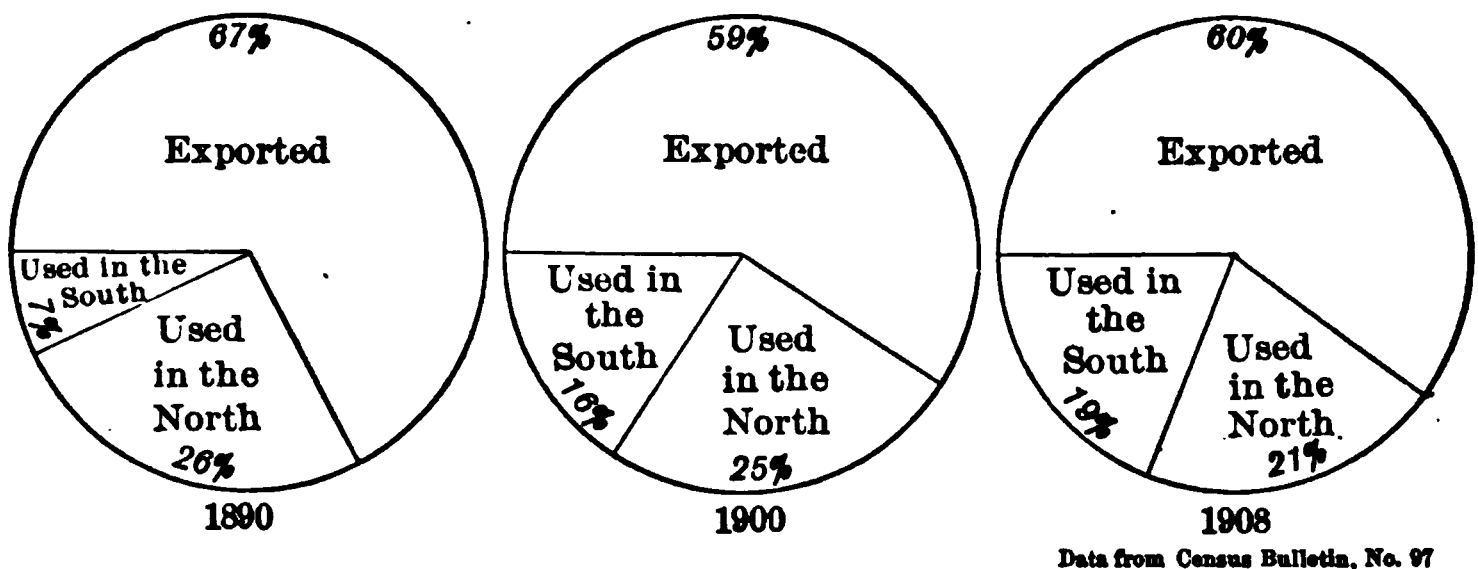 67%
Exported
Used in the
South
7%
Used
in the
North
26%
1890
59%
Exported
Used in
the
South
16%
Used
in the
North
25%
1900
60%
Exported
Used in
the
South
19%
Used
in the
North
21%
1908
Data from Census Bulletin, No. 97